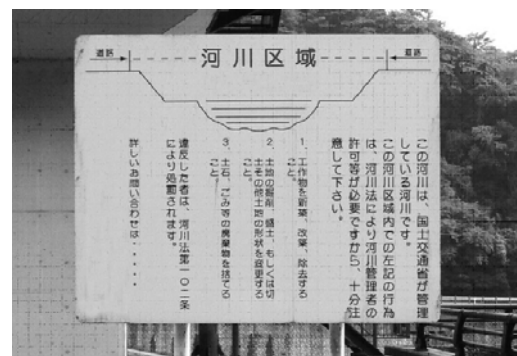 道路
河川区域
道路
この河川は、国土交通省が管理
している河川です。
この河川区域内での左記の行為
は、河川法により河川管理者の
許可等が必要ですから、十分注
意して下さい。
1、工作物を新築、改築、除去する
こと。
2、土地の掘削、盛土、もしくは切
土その他土地の形状を変更する
こと。
3、土石、ごみ等の廃棄物を捨てる
こと。
違反した者は、河川法第一〇二条
により処罰されます。
詳しいお問い合わせは・・・・・